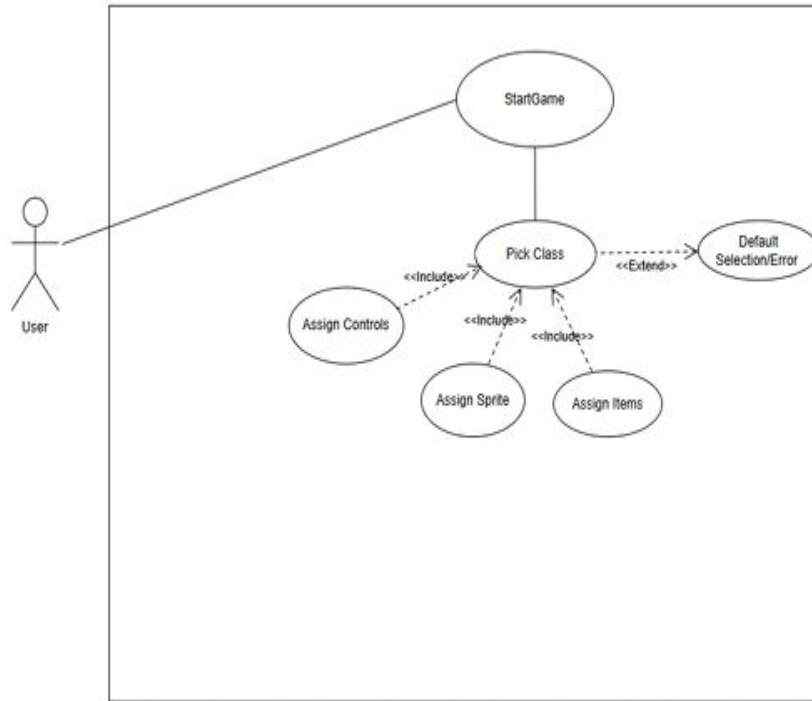 StartGame
Pick Class
Default
Selection/Error
<<Include>>
<<Extend>>
User
Assign Controls
<<Include>>
<<Include>>
Assign Sprite
Assign Items